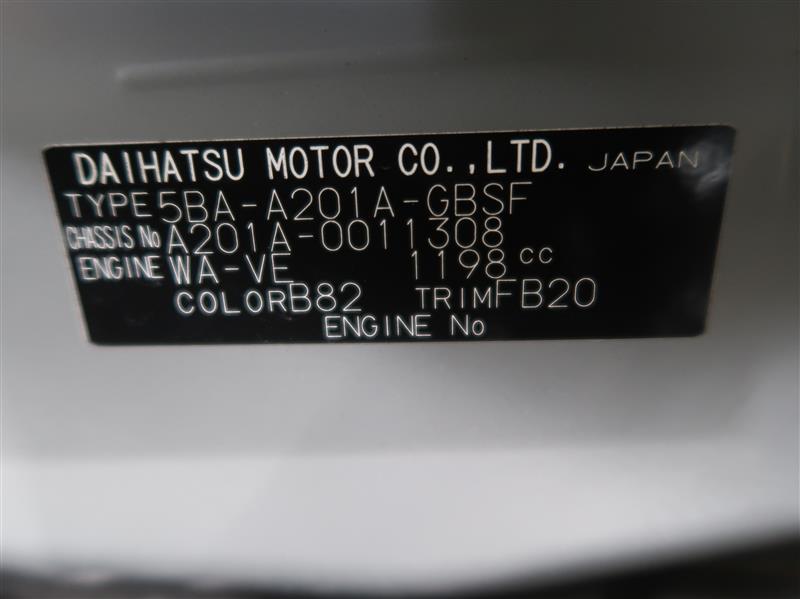 DAIHATSU MOTOR CO.,LTD. JAPAN
TYPE 5BA-A201A-GBSF
CHASSIS No A201A-0011308
ENGINE WA-VE 1198 cc
COLOR B82 TRIM FB20
ENGINE No